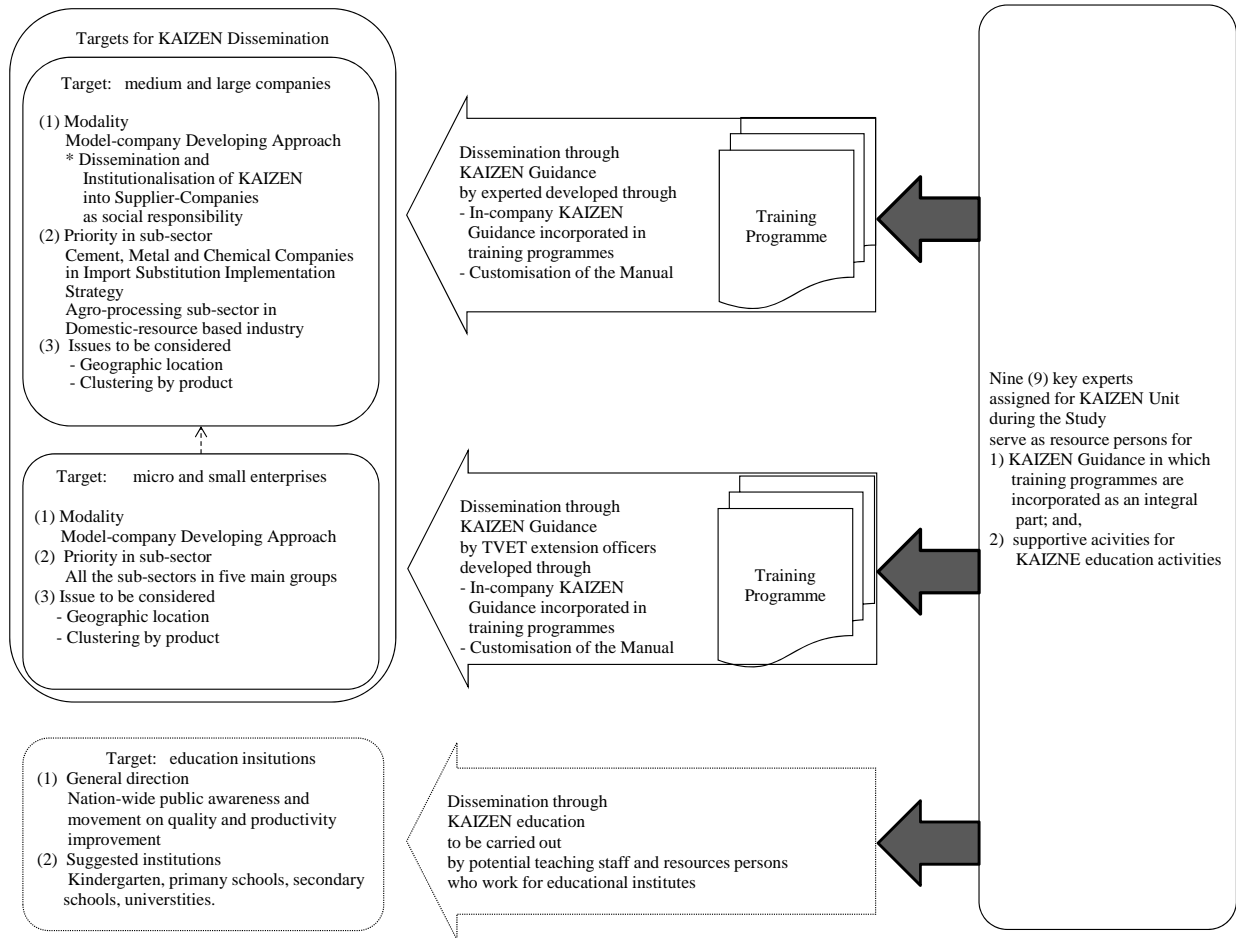 Targets for KAIZEN Dissemination
Target: medium and large companies
(1) Modality
Model-company Developing Approach
* Dissemination and
Institutionalisation of KAIZEN
into Supplier-Companies
as social responsibility
(2) Priority in sub-sector
Cement, Metal and Chemical Companies
in Import Substitution Implementation
Strategy
Agro-processing sub-sector in
Domestic-resource based industry
(3) Issues to be considered
- Geographic location
- Clustering by product
Dissemination through
KAIZEN Guidance
by experted developed through
- In-company KAIZEN
Guidance incorporated in
training programmes
- Customisation of the Manual
Training
Programme
Target: micro and small enterprises
(1) Modality
Model-company Developing Approach
(2) Priority in sub-sector
All the sub-sectors in five main groups
(3) Issue to be considered
- Geographic location
- Clustering by product
Dissemination through
KAIZEN Guidance
by TVET extension officers
developed through
- In-company KAIZEN
Guidance incorporated in
training programmes
- Customisation of the Manual
Training
Programme
Target: education insitutions
(1) General direction
Nation-wide public awareness and
movement on quality and productivity
improvement
(2) Suggested institutions
Kindergarten, primany schools, secondary
schools, universtities.
Dissemination through
KAIZEN education
to be carried out
by potential teaching staff and resources persons
who work for educational institutes
Nine (9) key experts
assigned for KAIZEN Unit
during the Study
serve as resource persons for
1) KAIZEN Guidance in which
training programmes are
incorporated as an integral
part; and,
2) supportive acivities for
KAIZNE education activities